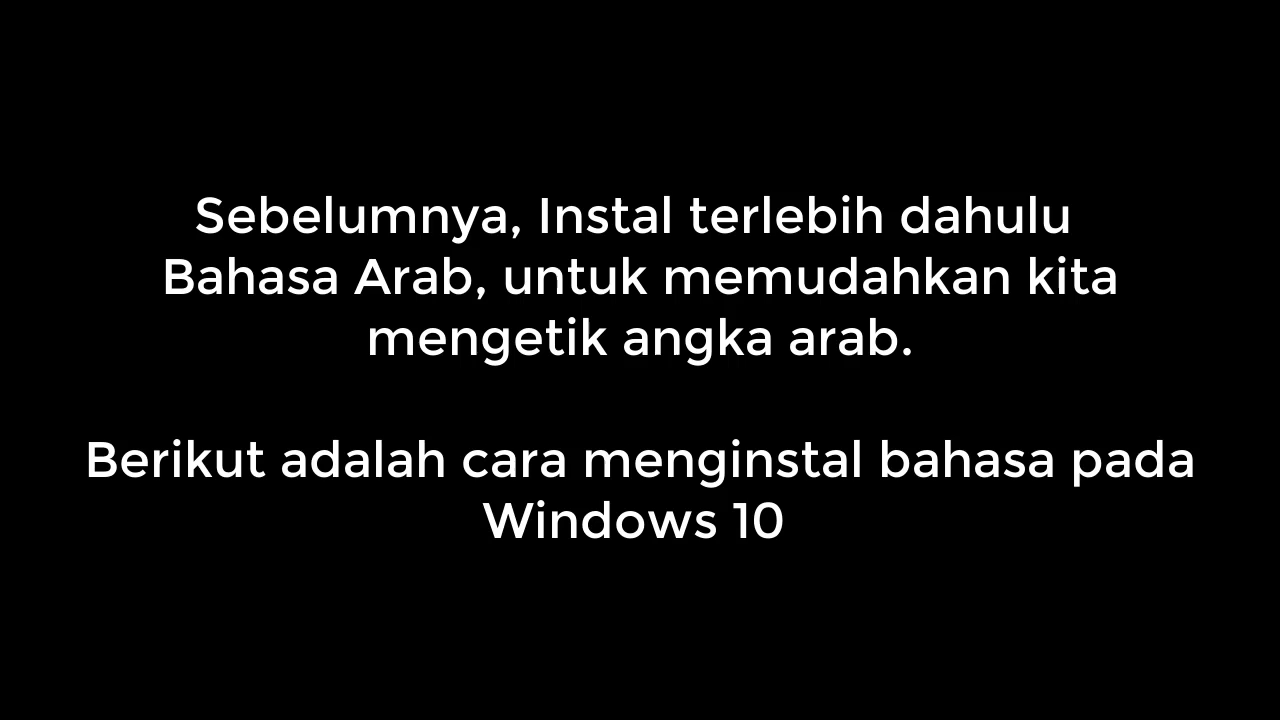 Sebelumnya, Instal terlebih dahulu
Bahasa Arab, untuk memudahkan kita
mengetik angka arab.
Berikut adalah cara menginstal bahasa pada
Windows 10